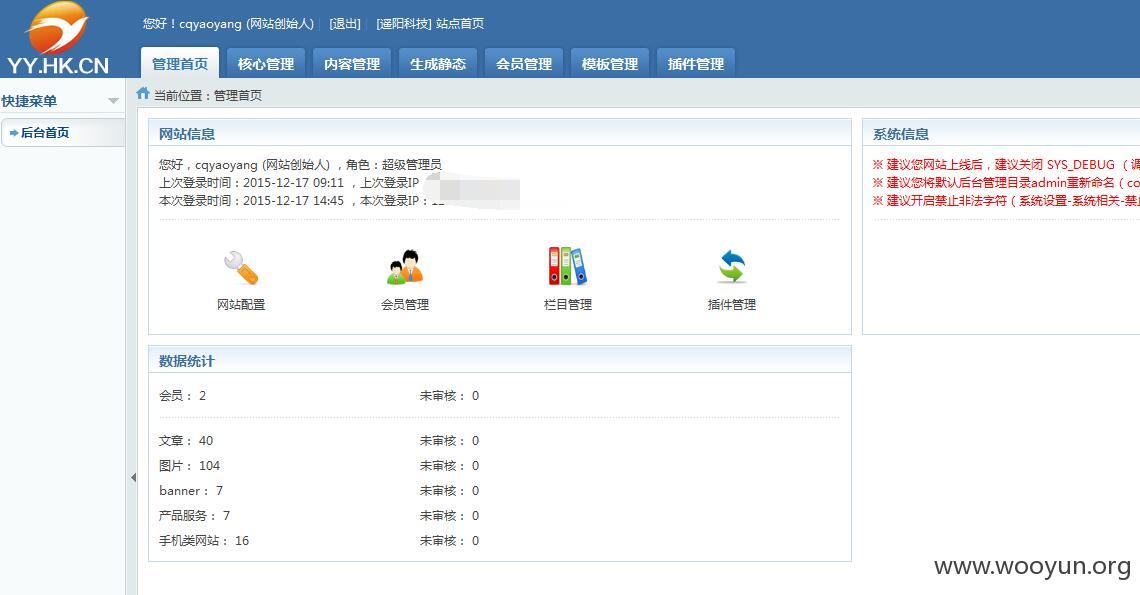 YY.HK.CN
您好！cqyaoyang (网站创始人) [退出] [遥阳科技] 站点首页
管理首页 核心管理 内容管理 生成静态 会员管理 模板管理 插件管理
快捷菜单
后台首页
当前位置：管理首页
网站信息
您好，cqyaoyang (网站创始人) ，角色：超级管理员
上次登录时间：2015-12-17 09:11 ，上次登录IP
本次登录时间：2015-12-17 14:45 ，本次登录IP：
网站配置 会员管理 栏目管理 插件管理
系统信息
※ 建议您网站上线后，建议关闭 SYS_DEBUG （ 调
※ 建议您将默认后台管理目录admin重新命名（ co
※ 建议开启禁止非法字符（ 系统设置-系统相关-禁止
数据统计
会员： 2 未审核： 0
文章： 40 未审核： 0
图片： 104 未审核： 0
banner： 7 未审核： 0
产品服务： 7 未审核： 0
手机类网站： 16 未审核： 0
www.wooyun.org